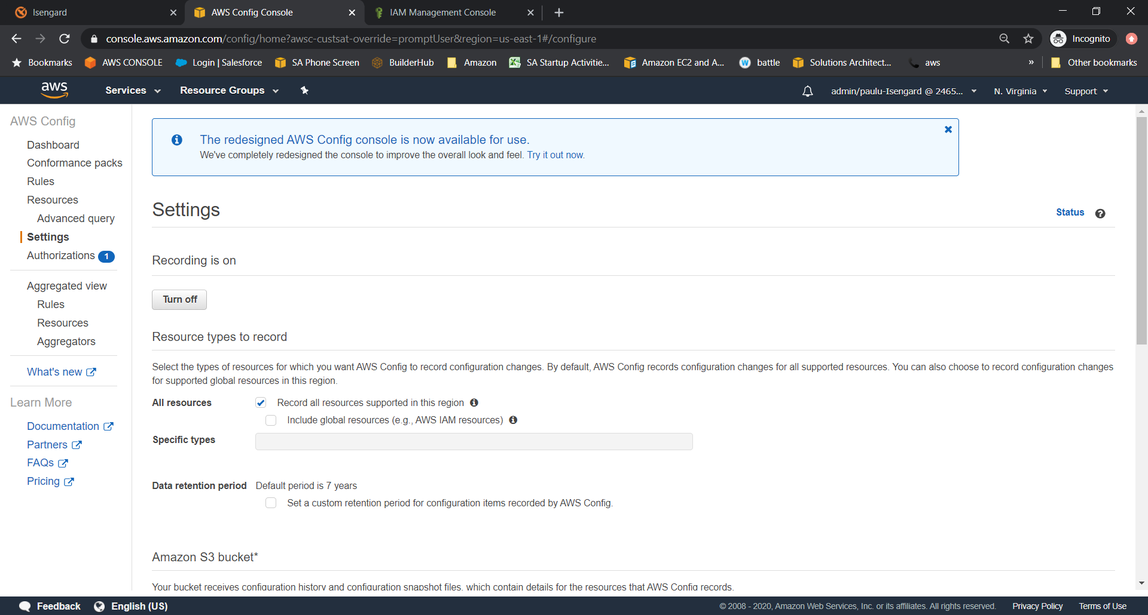 Isengard
AWS Config Console
IAM Management Console
console.aws.amazon.com/config/home?awsc-custsat-override=promptUser&region=us-east-1#/configure
Incognito
Bookmarks
AWS CONSOLE
Login | Salesforce
SA Phone Screen
BuilderHub
Amazon
SA Startup Activitie...
Amazon EC2 and A...
battle
Solutions Architect...
aws
»
Other bookmarks
aws
Services
Resource Groups
admin/paulu-Isengard @ 2465...
N. Virginia
Support
AWS Config
Dashboard
Conformance packs
Rules
Resources
Advanced query
Settings
Authorizations 1
Aggregated view
Rules
Resources
Aggregators
What's new
Learn More
Documentation
Partners
FAQs
Pricing
The redesigned AWS Config console is now available for use.
We've completely redesigned the console to improve the overall look and feel. Try it out now.
Settings
Status
Recording is on
Turn off
Resource types to record
Select the types of resources for which you want AWS Config to record configuration changes. By default, AWS Config records configuration changes for all supported resources. You can also choose to record configuration changes
for supported global resources in this region.
All resources
Record all resources supported in this region
Include global resources (e.g., AWS IAM resources)
Specific types
Data retention period
Default period is 7 years
Set a custom retention period for configuration items recorded by AWS Config.
Amazon S3 bucket*
Your bucket receives configuration history and configuration snapshot files, which contain details for the resources that AWS Config records.
Feedback
English (US)
© 2008 - 2020, Amazon Web Services, Inc. or its affiliates. All rights reserved.
Privacy Policy
Terms of Use